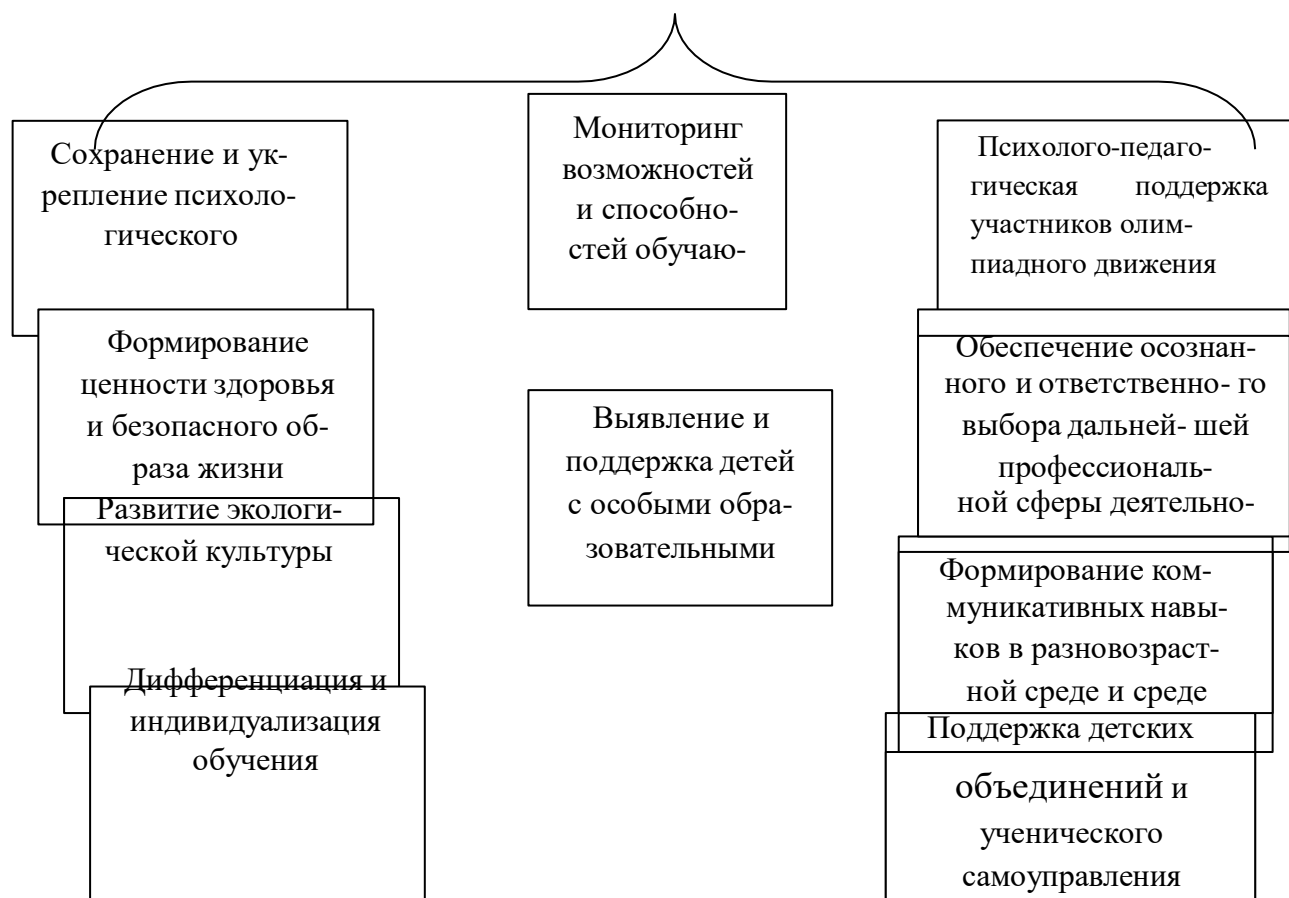 Сохранение и ук-
репление психоло-
гического
Формирование
ценности здоровья
и безопасного об-
раза жизни
Развитие экологи-
ческой культуры
Дифференциация и
индивидуализация
обучения
Мониторинг
возможностей
и способно-
стей обучаю-
Выявление и
поддержка детей
с особыми обра-
зовательными
Психолого-педаго-
гическая поддержка
участников олим-
пиадного движения
Обеспечение осознан-
ного и ответственно- го
выбора дальней- шей
профессиональ-
ной сферы деятельно-
Формирование ком-
муникативных навы-
ков в разновозраст-
ной среде и среде
Поддержка детских
объединений и
ученического
самоуправления